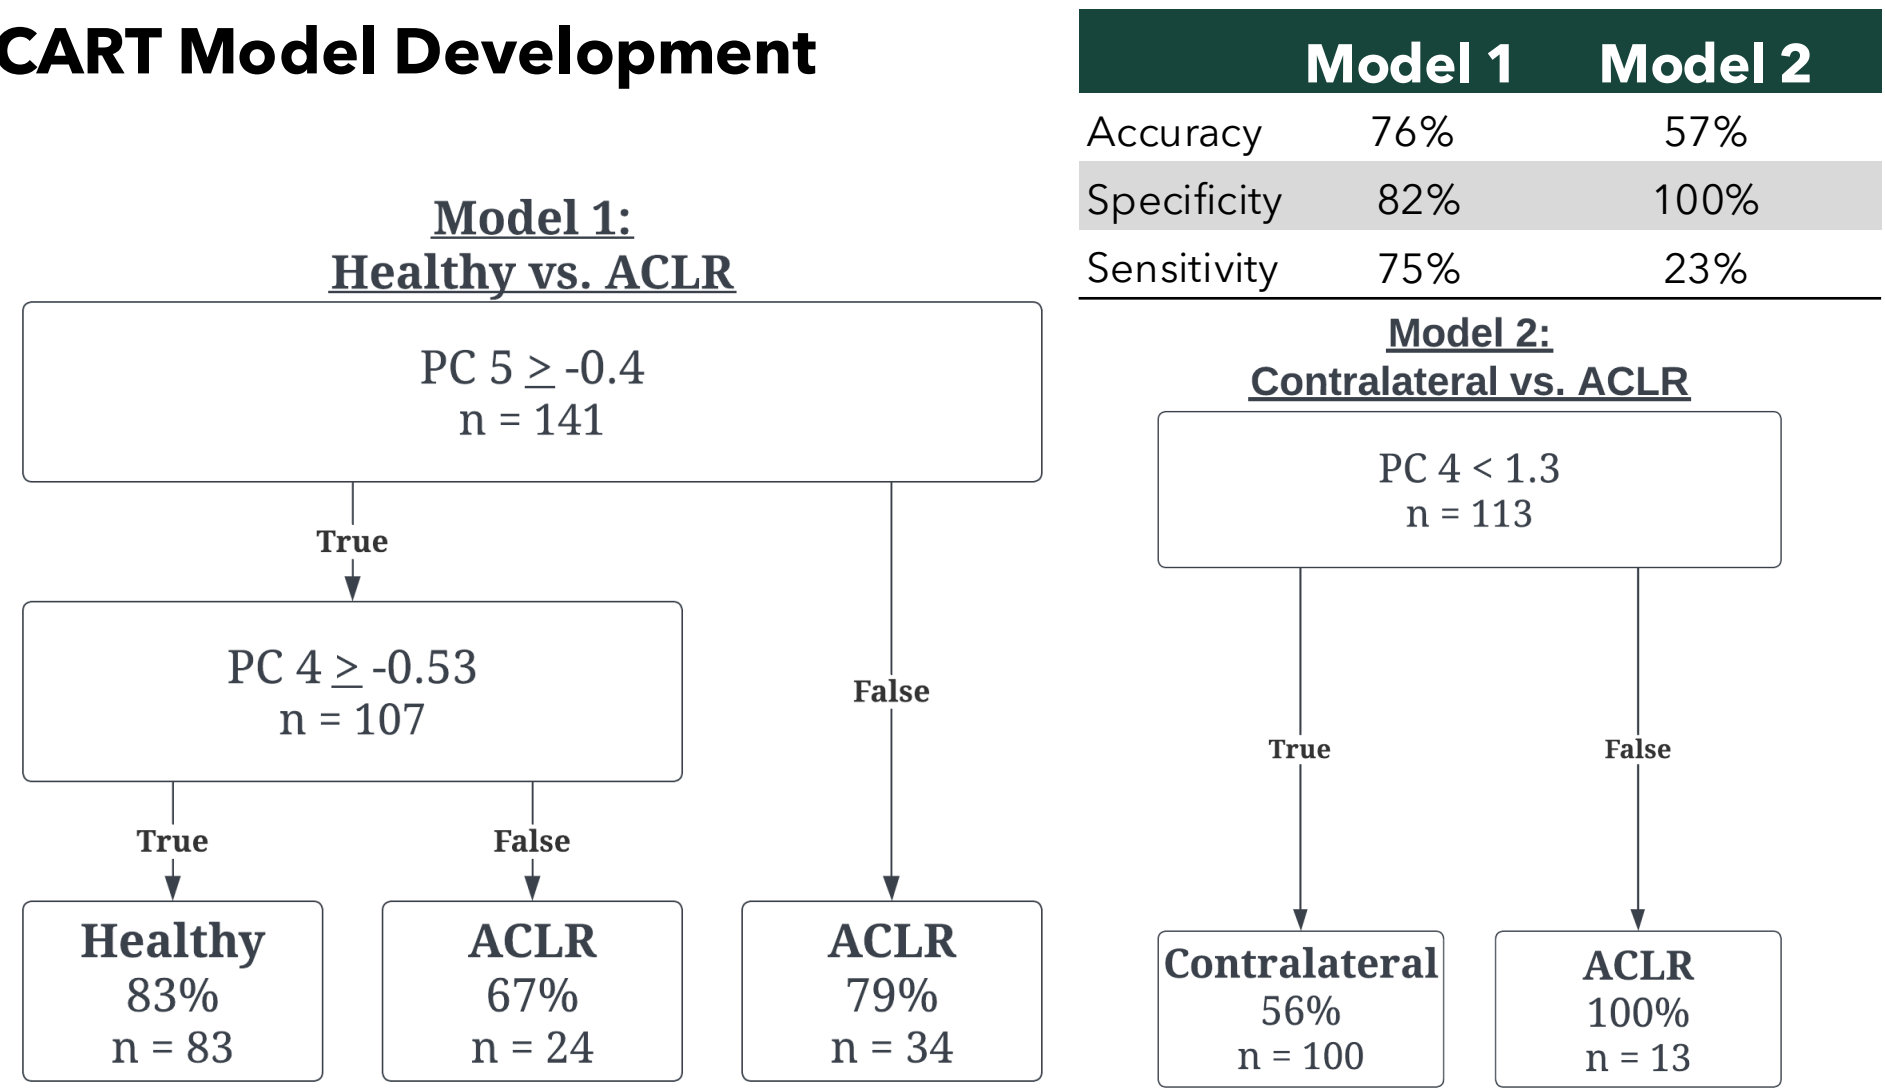 CART Model Development
Model 1 Model 2
Accuracy 76% 57%
Specificity 82% 100%
Sensitivity 75% 23%
Model 1:
Healthy vs. ACLR
PC 5 ≥ -0.4
n = 141
True
False
PC 4 ≥ -0.53
n = 107
True
False
Healthy
83%
n = 83
ACLR
67%
n = 24
ACLR
79%
n = 34
Model 2:
Contralateral vs. ACLR
PC 4 < 1.3
n = 113
True
False
Contralateral
56%
n = 100
ACLR
100%
n = 13